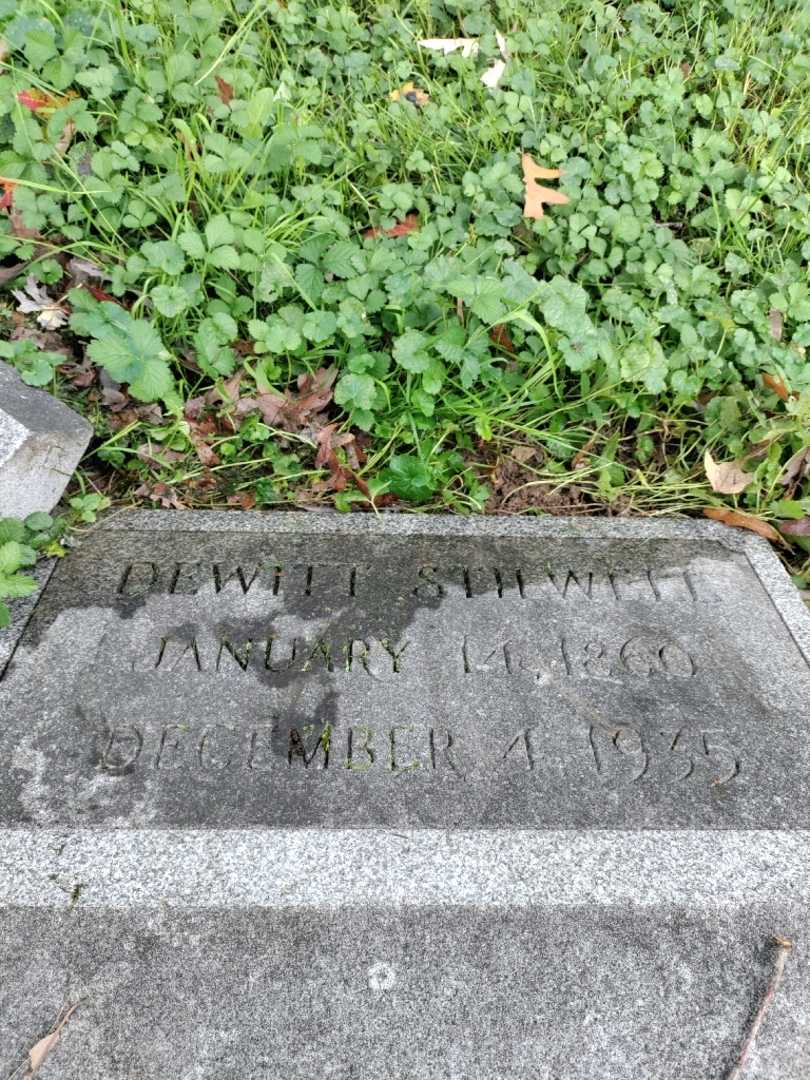 DEWITT STILWELL
JANUARY 14, 1860
DECEMBER 4, 1935